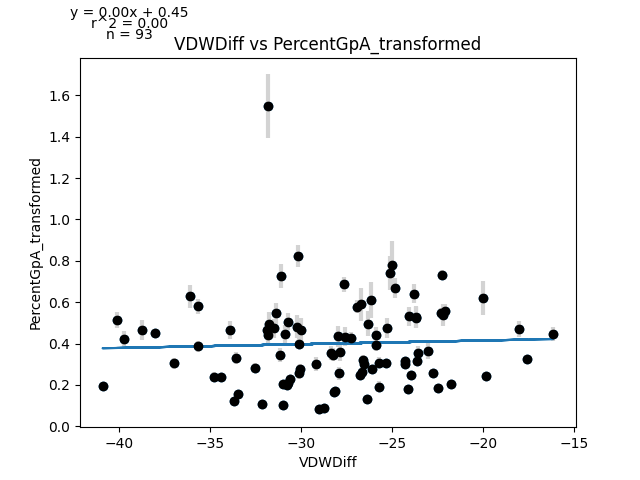 y = 0.00x + 0.45
r^2 = 0.00
n = 93
VDWDiff vs PercentGpA_transformed
1.6
1.4
1.2
1.0
0.8
0.6
0.4
0.2
0.0
PercentGpA_transformed
−40 −35 −30 −25 −20 −15
VDWDiff